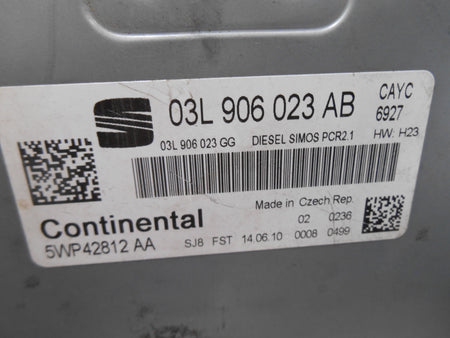 03L 906 023 AB
CAYC
6927
03L 906 023 GG DIESEL SIMOS PCR2.1
HW: H23
Continental
5WP42812 AA
Made in Czech Rep.
02 0236
SJ8 FST 14.06.10 0008 0499